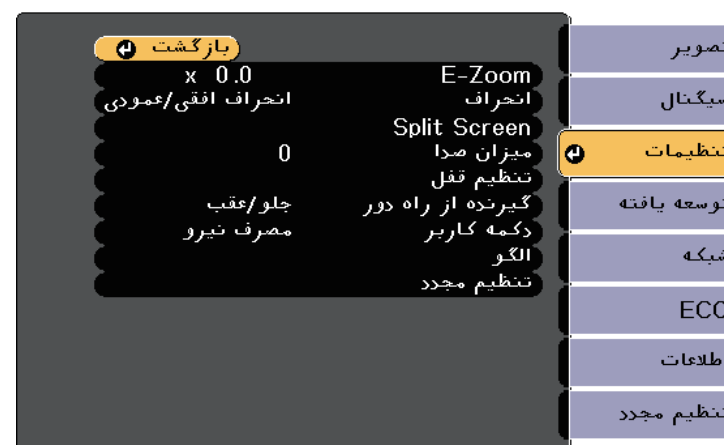 بازگشت
E-Zoom 0.0 x
انحراف انحراف افقی/عمودی
Split Screen
میزان صدا 0
تنظیم قفل
گیرنده از راه دور جلو/عقب
دکمه کاربر مصرف نیرو
الگو
تنظیم مجدد
تصویر
سیگنال
تنظیمات
توسعه یافته
شبکه
ECO
اطلاعات
تنظیم مجدد